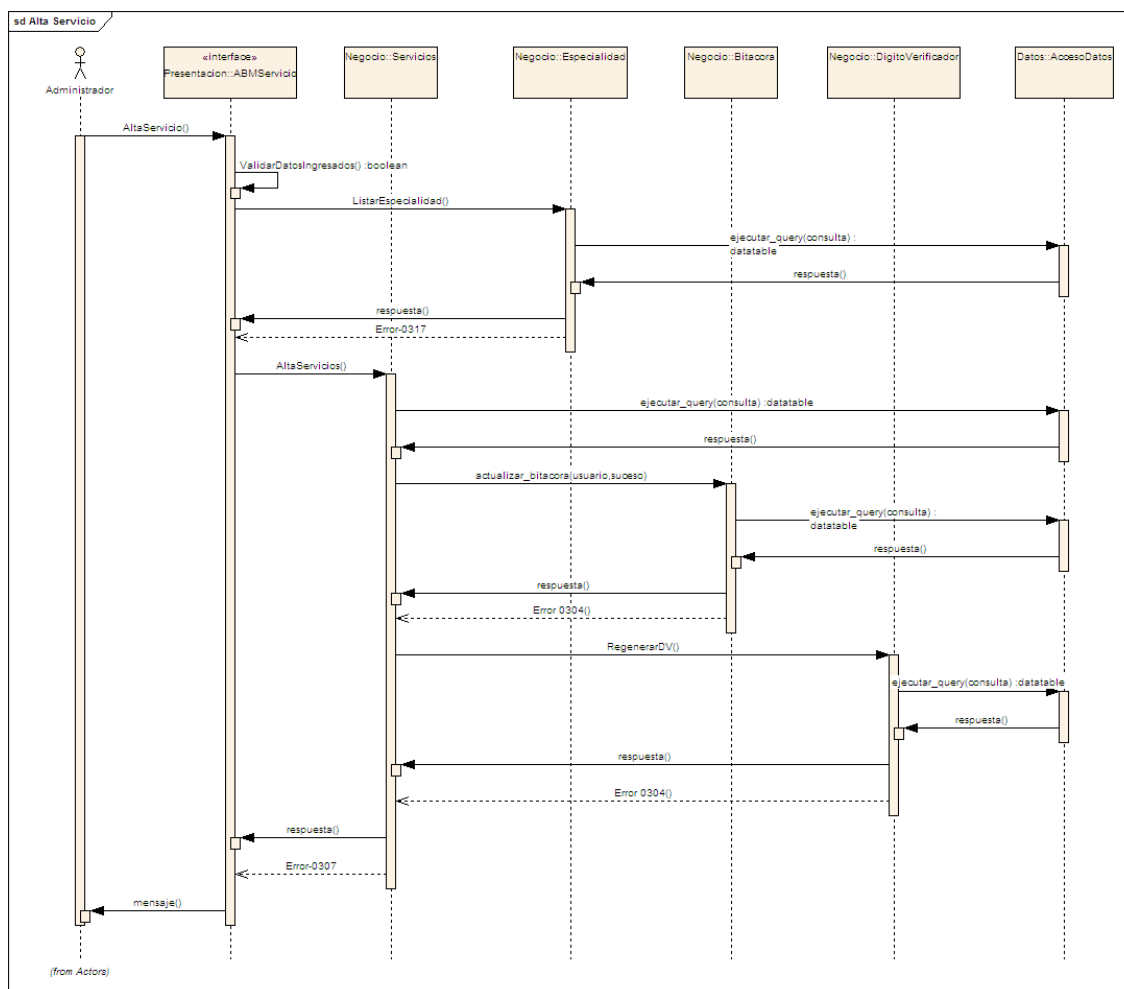 sd Alta Servicio
Administrador
«interface»
Presentacion::ABMServicio
Negocio::Servicios
Negocio::Especialidad
Negocio::Bitacora
Negocio::DigitoVerificador
Datos::AccesoDatos
AltaServicio()
ValidarDatosIngresados() :boolean
ListarEspecialidad()
ejecutar_query(consulta) :
datatable
respuesta()
respuesta()
Error-0317
AltaServicios()
ejecutar_query(consulta) :datatable
respuesta()
actualizar_bitacora(usuario,suceso)
ejecutar_query(consulta) :
datatable
respuesta()
respuesta()
Error 0304()
RegenerarDV()
ejecutar_query(consulta) :datatable
respuesta()
respuesta()
Error 0304()
respuesta()
Error-0307
mensaje()
(from Actors)